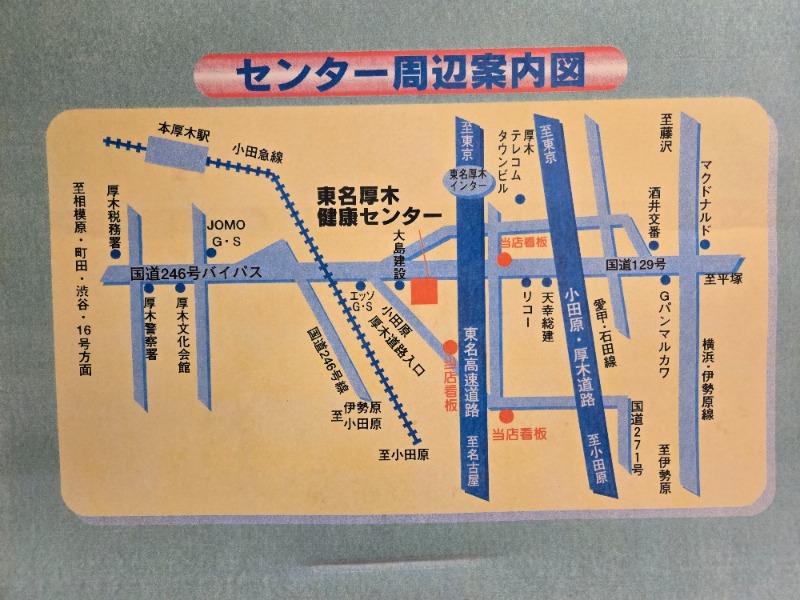 センター周辺案内図
本厚木駅
小田急線
東名厚木
健康センター
至東京
東名厚木
インター
厚木
テレコム
タウンビル
至東京
至藤沢
マクドナルド
酒井交番
至相模原・町田・渋谷・16号方面
厚木税務署
JOMO
G・S
大島建設
当店看板
国道246号バイパス
国道129号
至平塚
厚木警察署
厚木文化会館
エッソ
G・S
小田原
厚木道路入口
リコー
天幸総建
小田原・厚木道路
愛甲・石田線
Gパンマルカワ
横浜・伊勢原線
国道246号線
東名高速道路
当店看板
伊勢原
至
小田原
至小田原
当店看板
国道271号
至名古屋
至小田原
至伊勢原